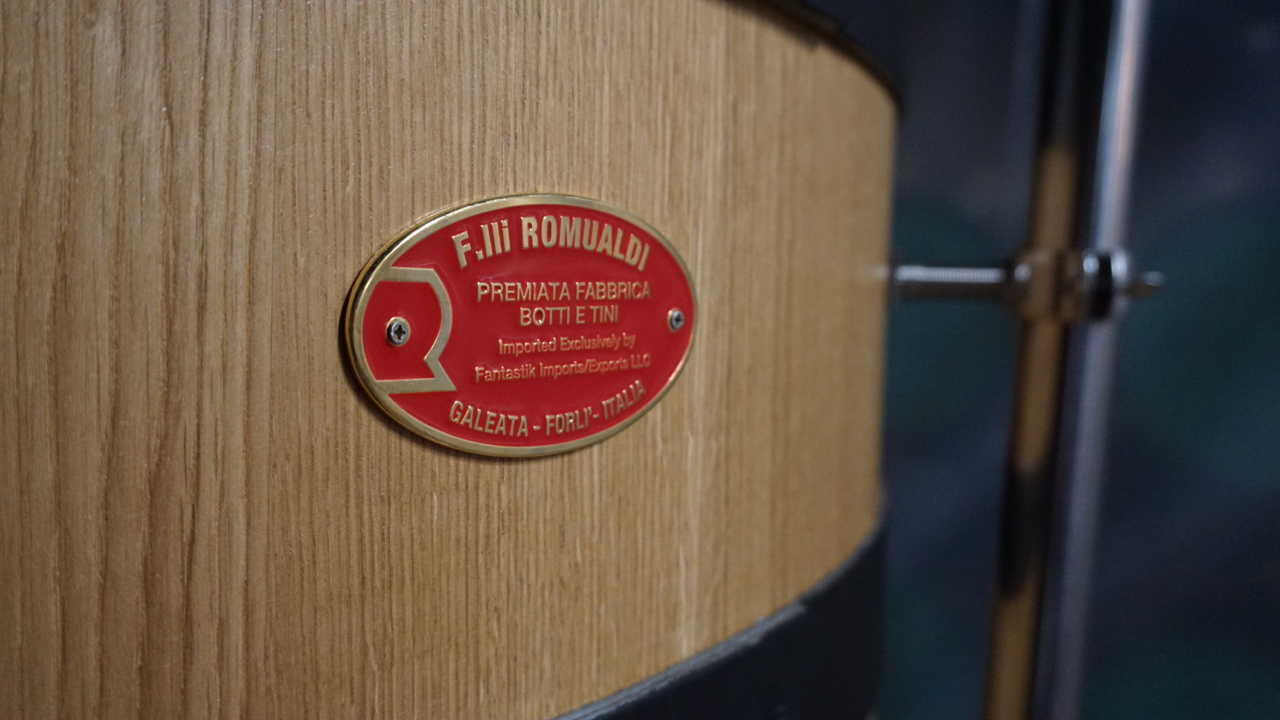 F.lli ROMUALDI
PREMIATA FABBRICA
BOTTI E TINI
Imported Exclusively by
Fantastik Imports/Exports LLC
GALEATA - FORLI'- ITALIA